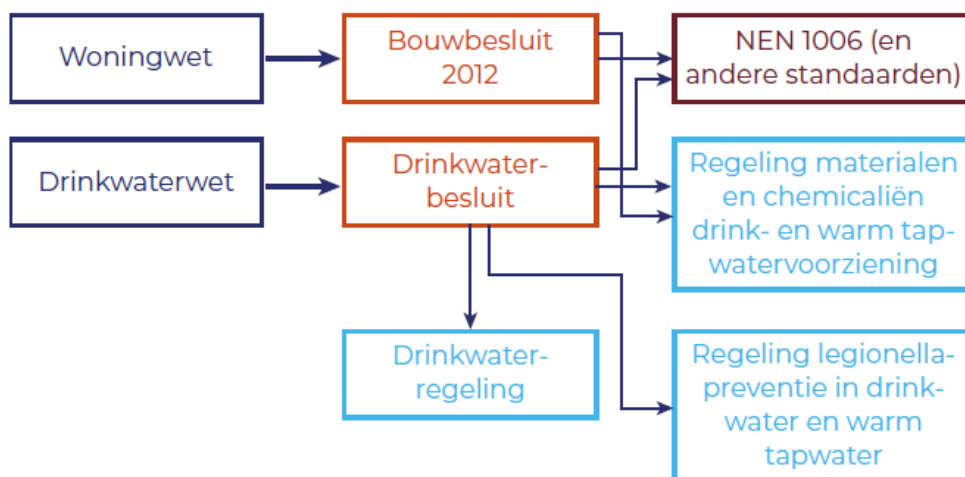 Woningwet
Bouwbesluit
2012
NEN 1006 (en
andere standaarden)
Drinkwaterwet
Drinkwater-
besluit
Regeling materialen
en chemicaliën
drink- en warm tap-
watervoorziening
Drinkwater-
regeling
Regeling legionella-
preventie in drink-
water en warm
tapwater